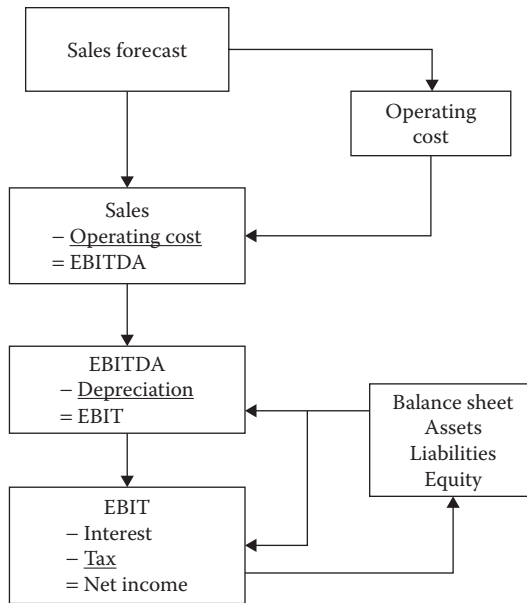 Sales forecast
Operating
cost
Sales
– Operating cost
= EBITDA
EBITDA
– Depreciation
= EBIT
Balance sheet
Assets
Liabilities
Equity
EBIT
– Interest
– Tax
= Net income